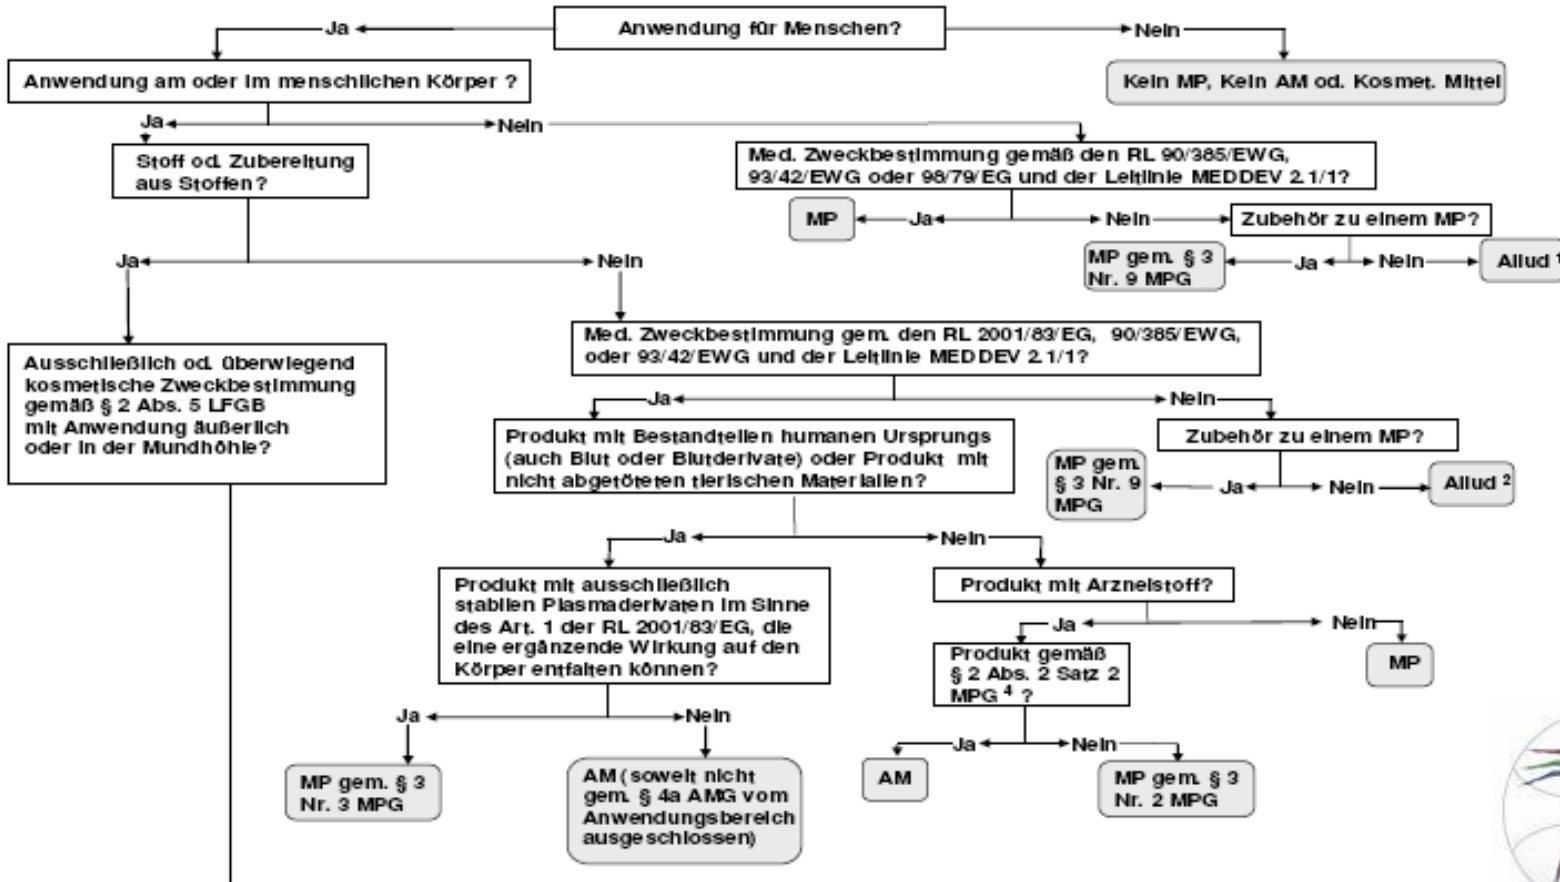 Anwendung für Menschen?
Ja
Nein
Anwendung am oder im menschlichen Körper ?
Kein MP, Kein AM od. Kosmet. Mittel
Ja
Nein
Stoff od. Zubereitung
aus Stoffen?
Med. Zweckbestimmung gemäß den RL 90/385/EWG,
93/42/EWG oder 98/79/EG und der Leitlinie MEDDEV 2.1/1?
MP
Ja
Nein
Zubehör zu einem MP?
MP gem. § 3
Nr. 9 MPG
Ja
Nein
Allud 1
Ja
Nein
Med. Zweckbestimmung gem. den RL 2001/83/EG, 90/385/EWG,
oder 93/42/EWG und der Leitlinie MEDDEV 2.1/1?
Ausschließlich od. überwiegend
kosmetische Zweckbestimmung
gemäß § 2 Abs. 5 LFGB
mit Anwendung äußerlich
oder in der Mundhöhle?
Ja
Nein
Produkt mit Bestandteilen humanen Ursprungs
(auch Blut oder Blutderivate) oder Produkt mit
nicht abgetöteten tierischen Materialien?
Zubehör zu einem MP?
MP gem.
§ 3 Nr. 9
MPG
Ja
Nein
Allud 2
Ja
Nein
Produkt mit ausschließlich
stabilen Plasmaderivaten im Sinne
des Art. 1 der RL 2001/83/EG, die
eine ergänzende Wirkung auf den
Körper entfalten können?
Produkt mit Arzneistoff?
Ja
Nein
Produkt gemäß
§ 2 Abs. 2 Satz 2
MPG 4 ?
MP
Ja
Nein
Ja
Nein
MP gem. § 3
Nr. 3 MPG
AM (soweit nicht
gem. § 4a AMG vom
Anwendungsbereich
ausgeschlossen)
AM
MP gem. § 3
Nr. 2 MPG